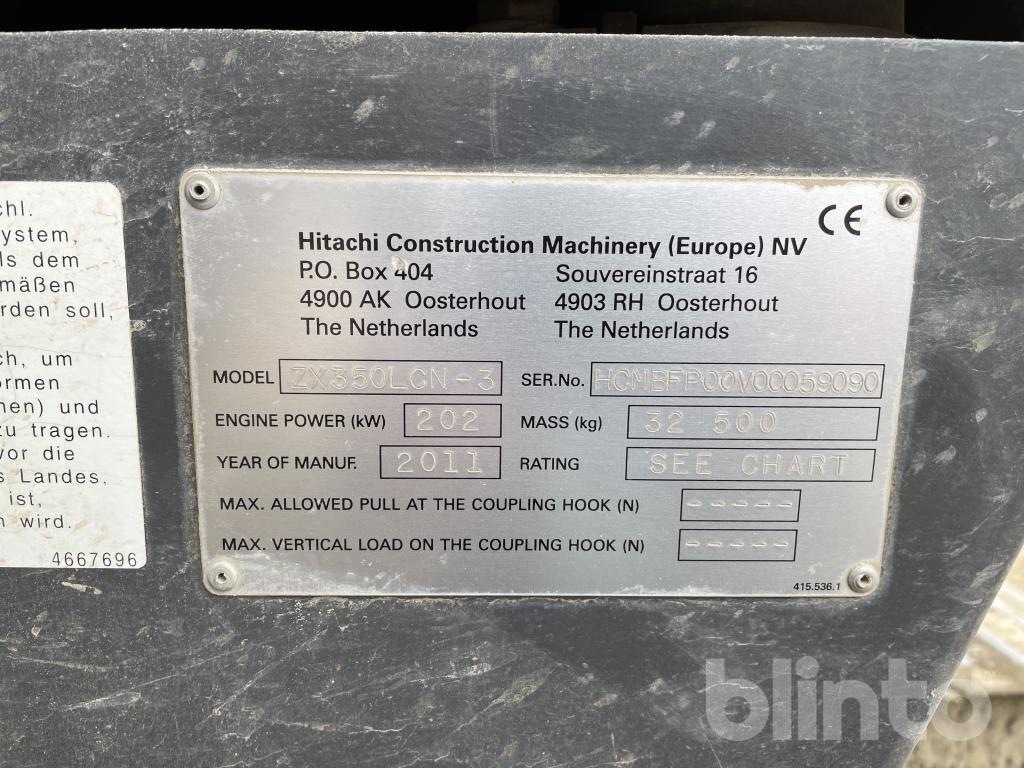 chl.
ystem,
ls dem
mäßen
rden soll,
ch, um
ormen
nen) und
zu tragen.
vor die
s Landes,
ist,
n wird.
4667696
CE
Hitachi Construction Machinery (Europe) NV
P.O. Box 404 Souvereinstraat 16
4900 AK Oosterhout 4903 RH Oosterhout
The Netherlands The Netherlands
MODEL ZX350LCN-3 SER.No. HCMBFP00V00059090
ENGINE POWER (kW) 202 MASS (kg) 32 500
YEAR OF MANUF. 2011 RATING SEE CHART
MAX. ALLOWED PULL AT THE COUPLING HOOK (N) -----
MAX. VERTICAL LOAD ON THE COUPLING HOOK (N) -----
415.536.1
blinto